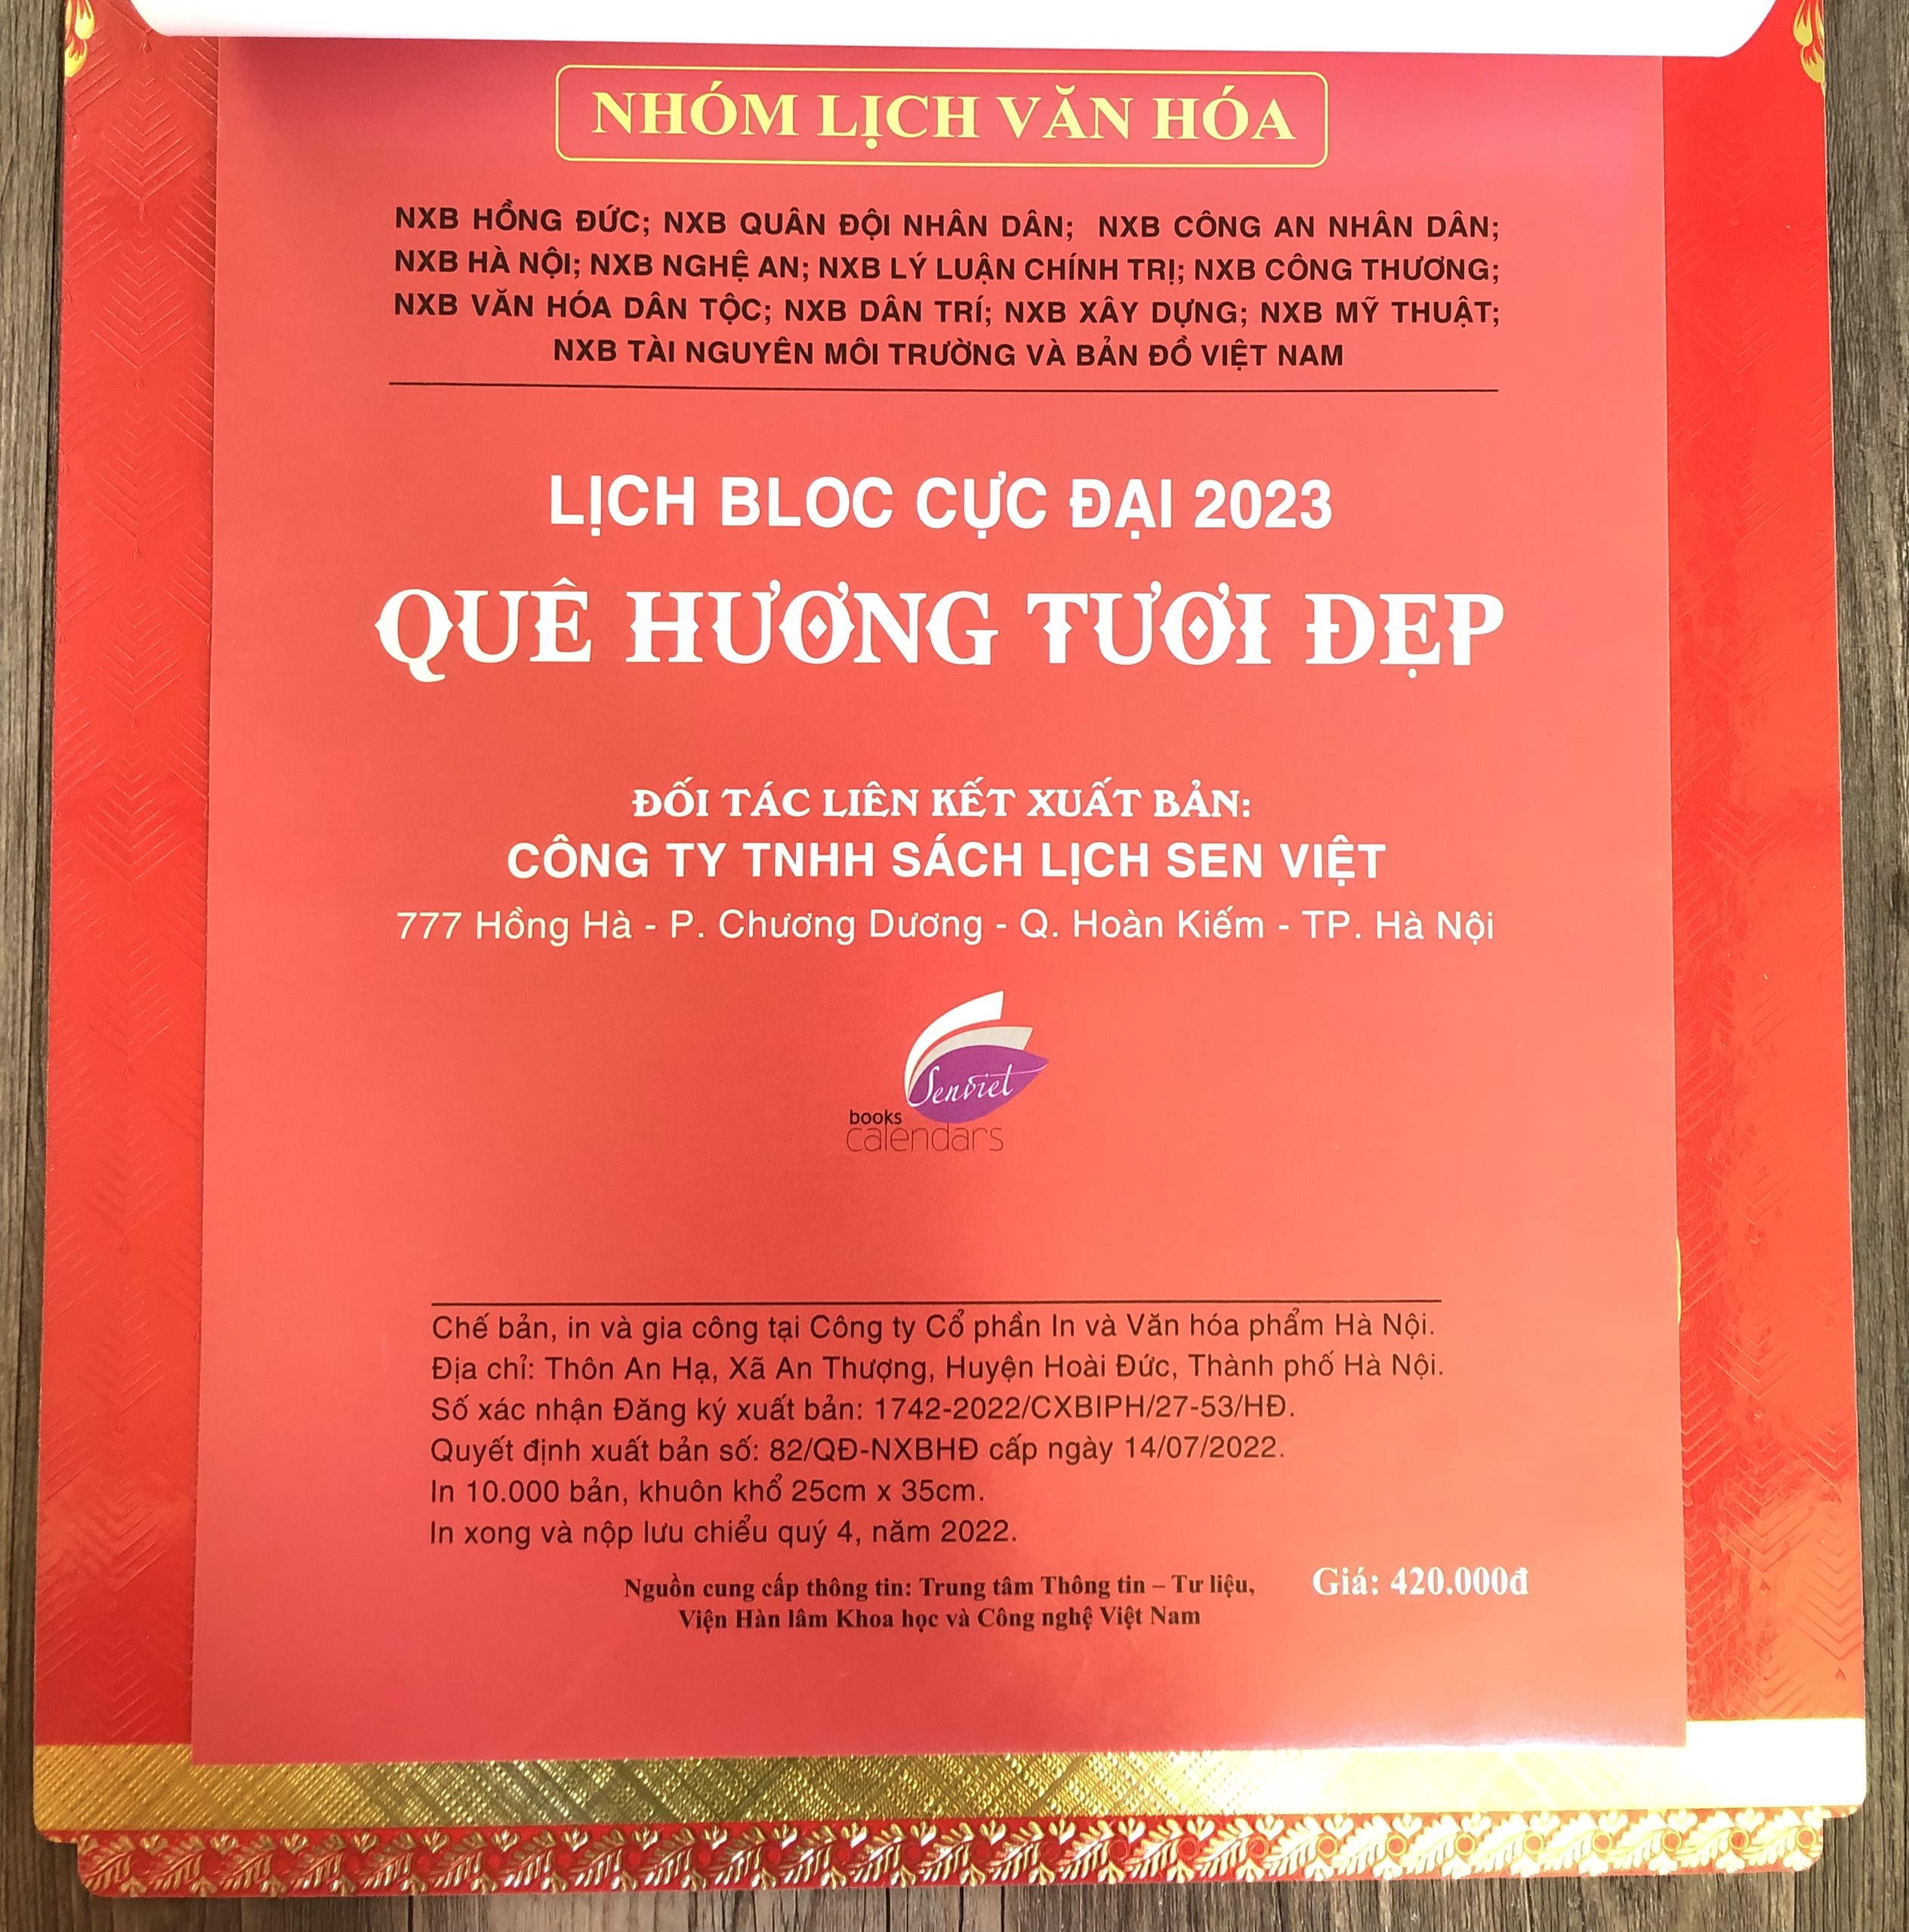 NHÓM LỊCH VĂN HÓA
NXB HỒNG ĐỨC; NXB QUÂN ĐỘI NHÂN DÂN; NXB CÔNG AN NHÂN DÂN;
NXB HÀ NỘI; NXB NGHỆ AN; NXB LÝ LUẬN CHÍNH TRỊ; NXB CÔNG THƯƠNG;
NXB VĂN HÓA DÂN TỘC; NXB DÂN TRÍ; NXB XÂY DỰNG; NXB MỸ THUẬT;
NXB TÀI NGUYÊN MÔI TRƯỜNG VÀ BẢN ĐỒ VIỆT NAM
LỊCH BLOC CỰC ĐẠI 2023
QUÊ HƯƠNG TƯƠI ĐẸP
ĐỐI TÁC LIÊN KẾT XUẤT BẢN:
CÔNG TY TNHH SÁCH LỊCH SEN VIỆT
777 Hồng Hà - P. Chương Dương - Q. Hoàn Kiếm - TP. Hà Nội
Senviet
books
calendars
Chế bản, in và gia công tại Công ty Cổ phần In và Văn hóa phẩm Hà Nội.
Địa chỉ: Thôn An Hạ, Xã An Thượng, Huyện Hoài Đức, Thành phố Hà Nội.
Số xác nhận Đăng ký xuất bản: 1742-2022/CXBIPH/27-53/HĐ.
Quyết định xuất bản số: 82/QĐ-NXBHĐ cấp ngày 14/07/2022.
In 10.000 bản, khuôn khổ 25cm x 35cm.
In xong và nộp lưu chiểu quý 4, năm 2022.
Nguồn cung cấp thông tin: Trung tâm Thông tin – Tư liệu,
Viện Hàn lâm Khoa học và Công nghệ Việt Nam
Giá: 420.000đ